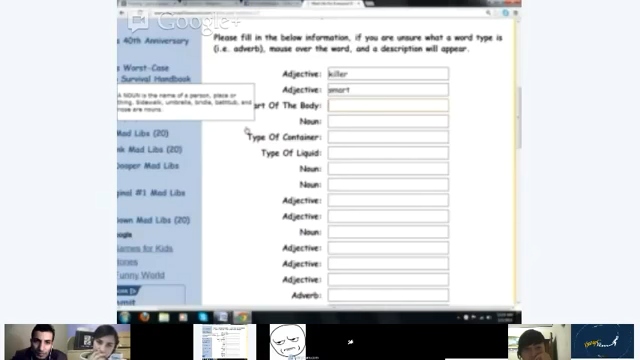 Google+
Please fill in the below information, if you are unsure what a word type is
(i.e. adverb), mouse over the word, and a description will appear.
40th Anniversary
Worst-Case
Survival Handbook
A NOUN is the name of a person, place or
thing. Sidewalk, umbrella, bridle, bathtub, and
nose are nouns.
Mad Libs (20)
Mad Libs (20)
Mad Libs
#1 Mad Libs
Mad Libs (20)
Games for Kids
Funny World
Adjective: killer
Adjective: smart
art Of The Body:
Noun:
Type Of Container:
Type Of Liquid:
Noun:
Noun:
Adjective:
Adjective:
Noun:
Adjective:
Adjective:
Adjective:
Adverb: